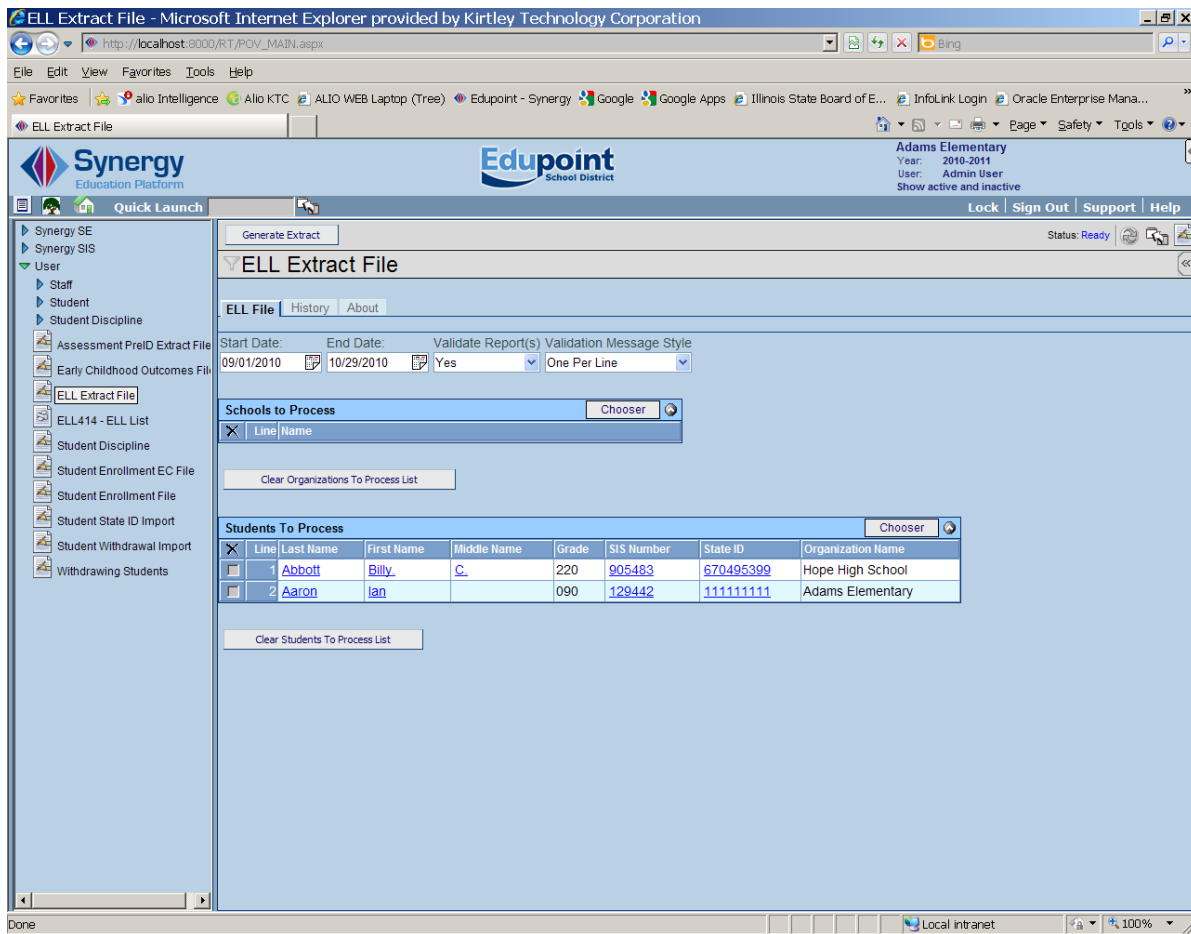 ELL Extract File - Microsoft Internet Explorer provided by Kirtley Technology Corporation
http://localhost:8000/RT/POV_MAIN.aspx
Bing
File Edit View Favorites Tools Help
Favorites alio Intelligence Alio KTC ALIO WEB Laptop (Tree) Edupoint - Synergy Google Google Apps Illinois State Board of E... InfoLink Login Oracle Enterprise Mana... »
ELL Extract File
Page Safety Tools
Synergy
Education Platform
Edupoint
School District
Adams Elementary
Year: 2010-2011
User: Admin User
Show active and inactive
Quick Launch
Lock | Sign Out | Support | Help
Synergy SE
Synergy SIS
User
Staff
Student
Student Discipline
Assessment PreID Extract File
Early Childhood Outcomes Fil
ELL Extract File
ELL414 - ELL List
Student Discipline
Student Enrollment EC File
Student Enrollment File
Student State ID Import
Student Withdrawal Import
Withdrawing Students
Generate Extract
Status: Ready
ELL Extract File
ELL File History About
Start Date: End Date: Validate Report(s) Validation Message Style
09/01/2010 10/29/2010 Yes One Per Line
Schools to Process Chooser
X Line Name
Clear Organizations To Process List
Students To Process Chooser
X Line Last Name First Name Middle Name Grade SIS Number State ID Organization Name
1 Abbott Billy. C. 220 905483 670495399 Hope High School
2 Aaron Ian 090 129442 111111111 Adams Elementary
Clear Students To Process List
Done
Local intranet
100%